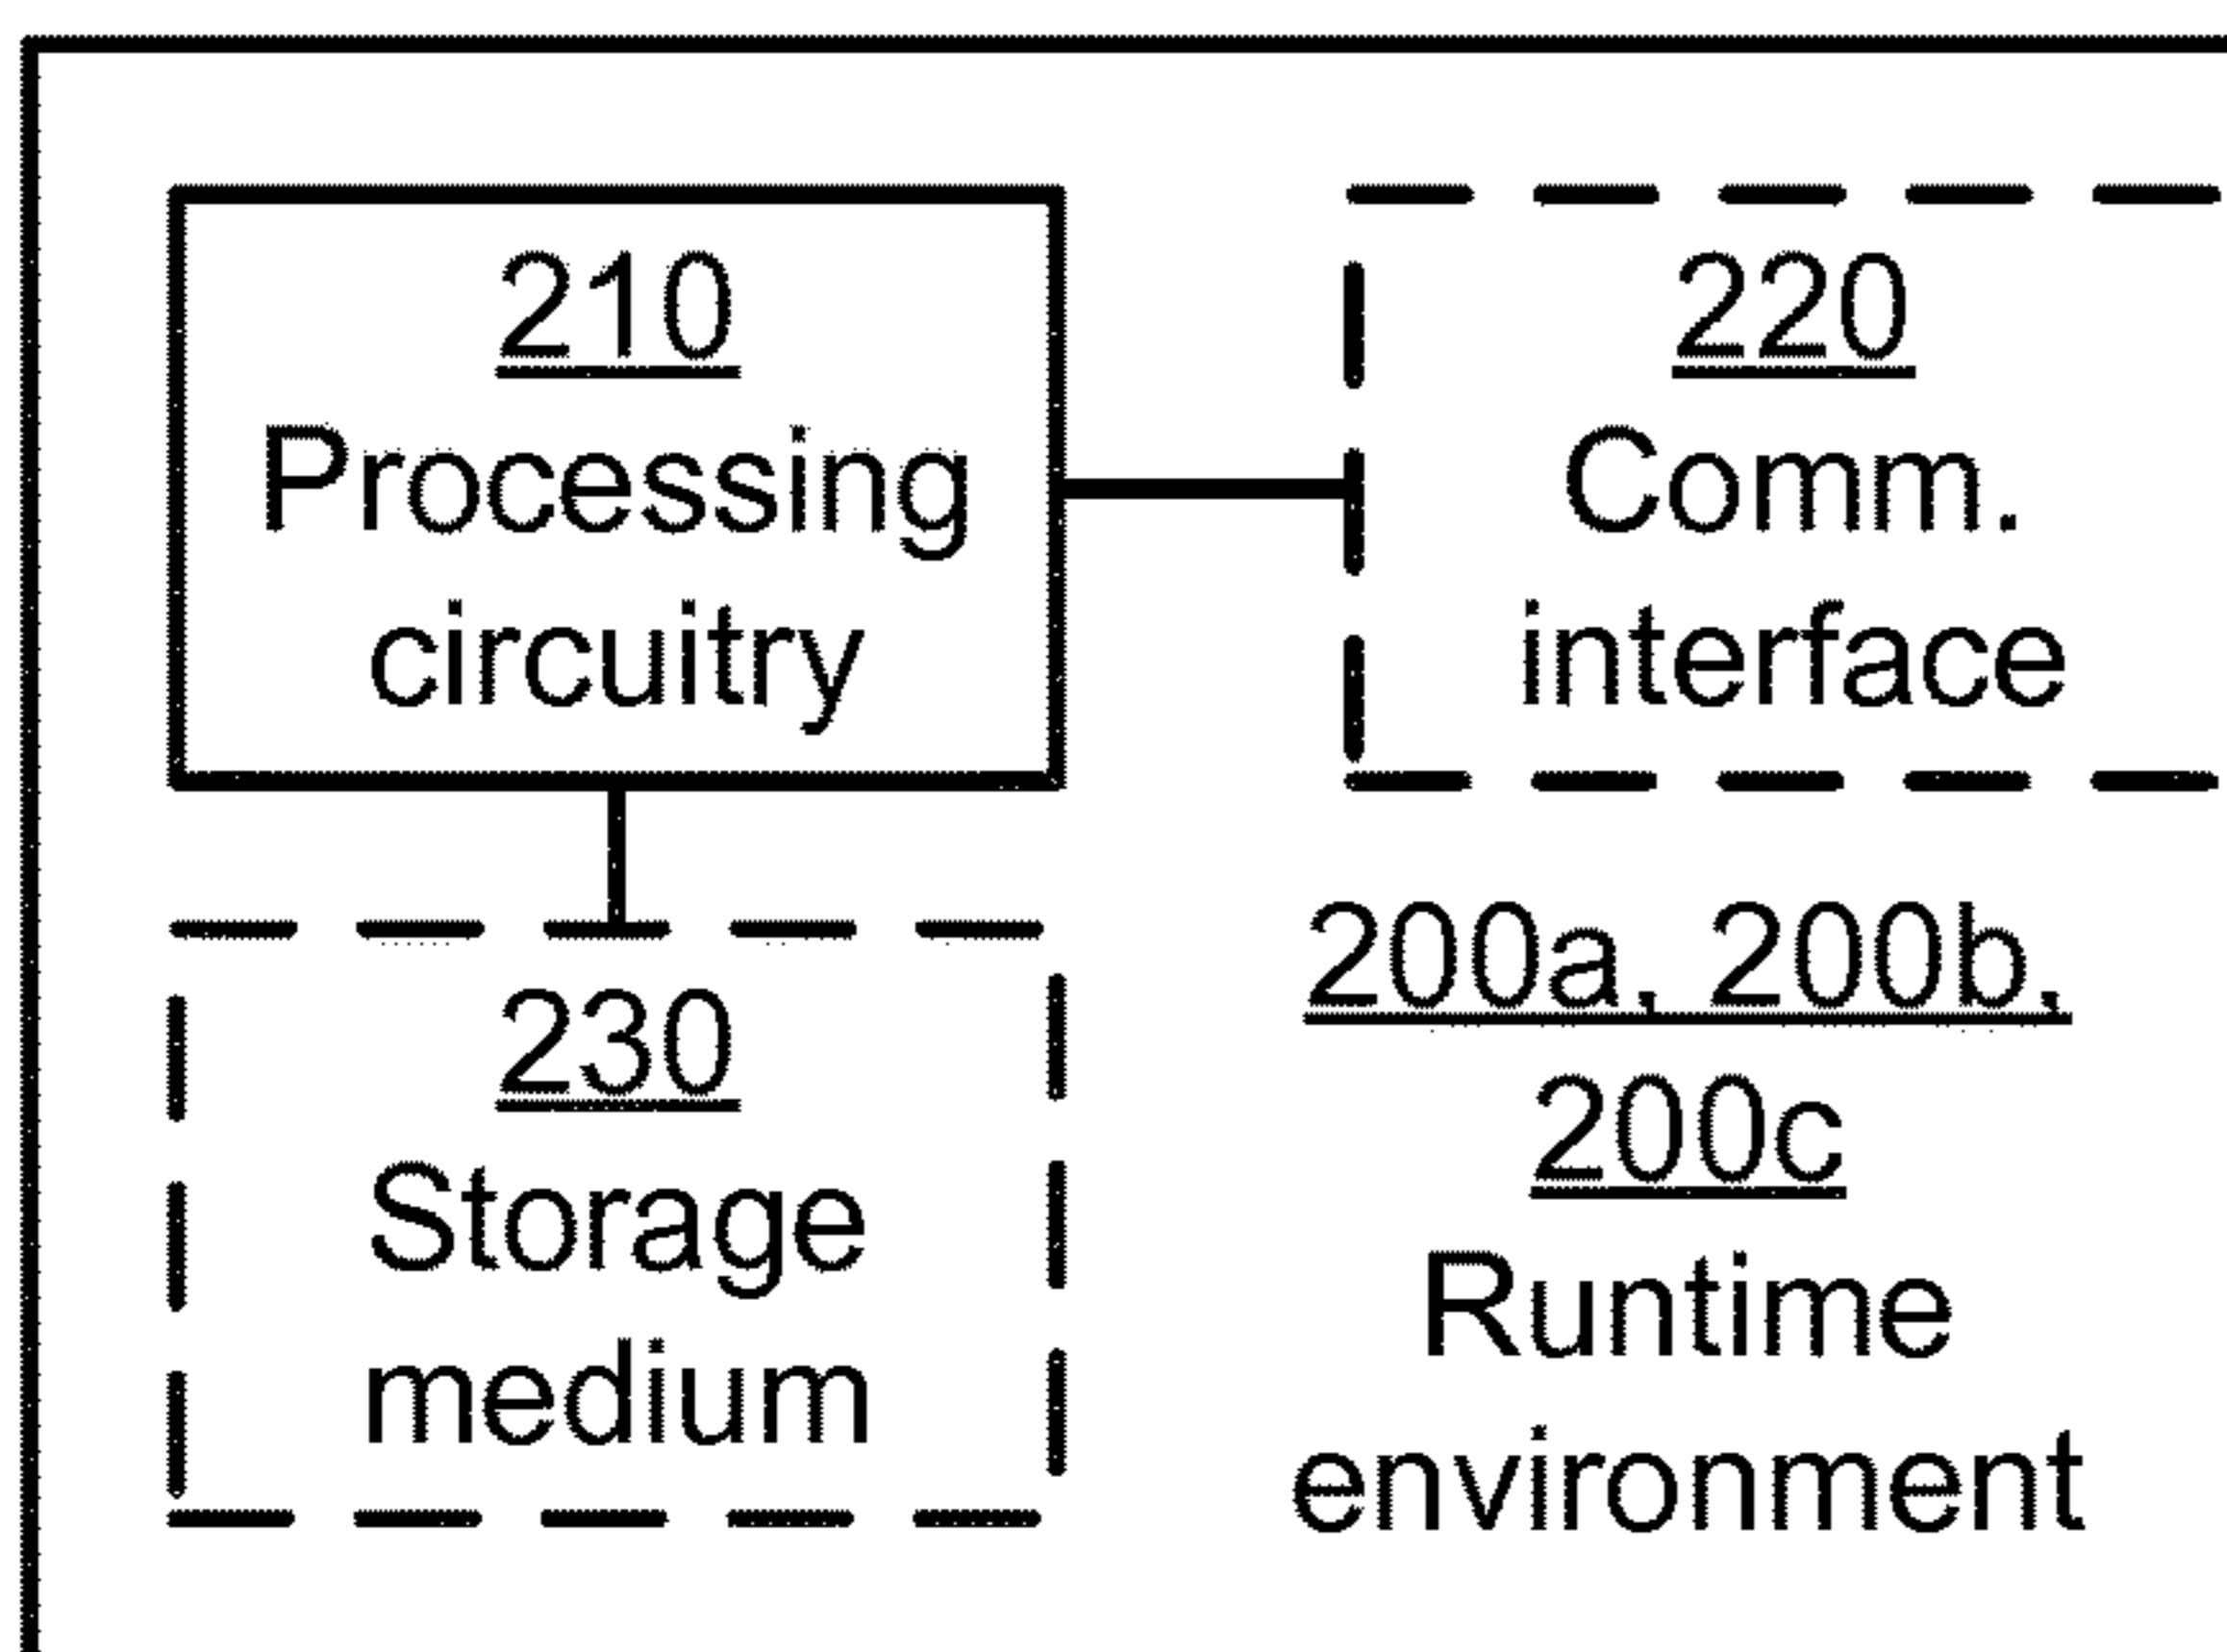 210
Processing
circuitry
220
Comm.
interface
230
Storage
medium
200a, 200b,
200c
Runtime
environment